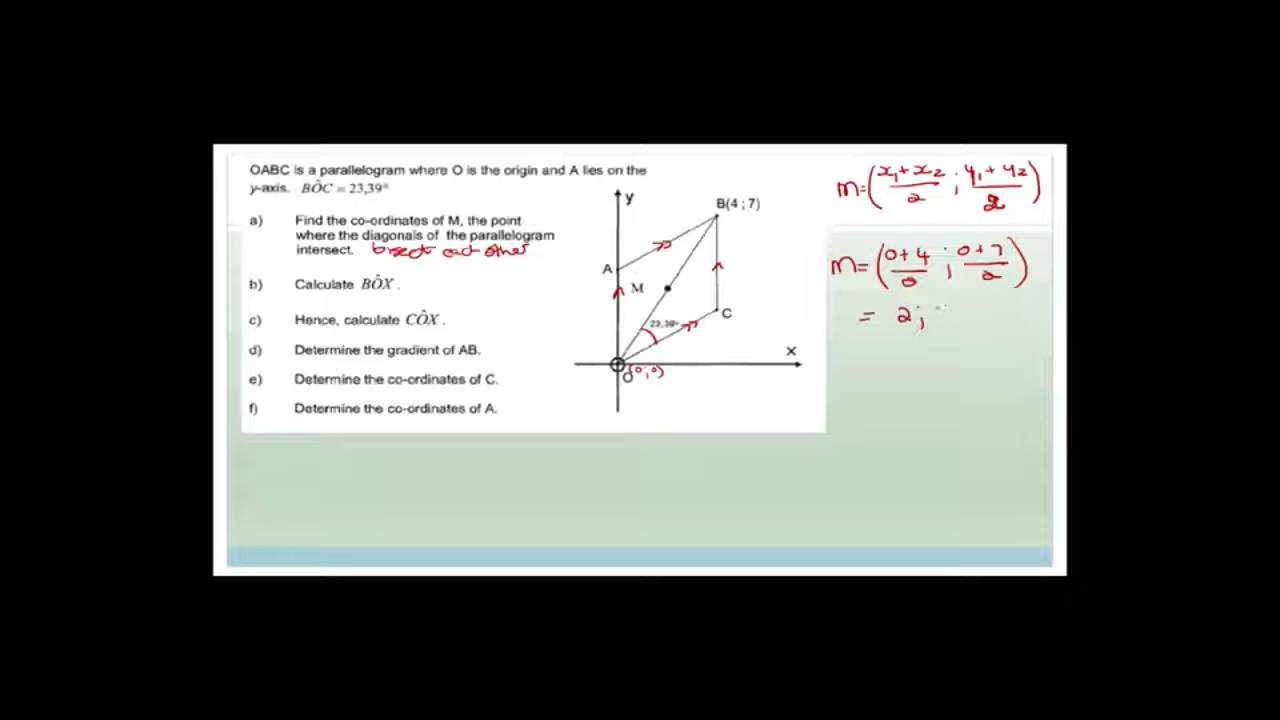 OABC is a parallelogram where O is the origin and A lies on the
y-axis. BÔC = 23,39°
a) Find the co-ordinates of M, the point
where the diagonals of the parallelogram
intersect. bisect each other
b) Calculate BÔX.
c) Hence, calculate CÔX.
d) Determine the gradient of AB.
e) Determine the co-ordinates of C.
f) Determine the co-ordinates of A.
y
B(4 ; 7)
A
M
C
23,39°
x
O (0;0)
m=(x₁+x₂/2 ; y₁+y₂/2)
m=(0+4/0 ; 0+7/2)
= 2;